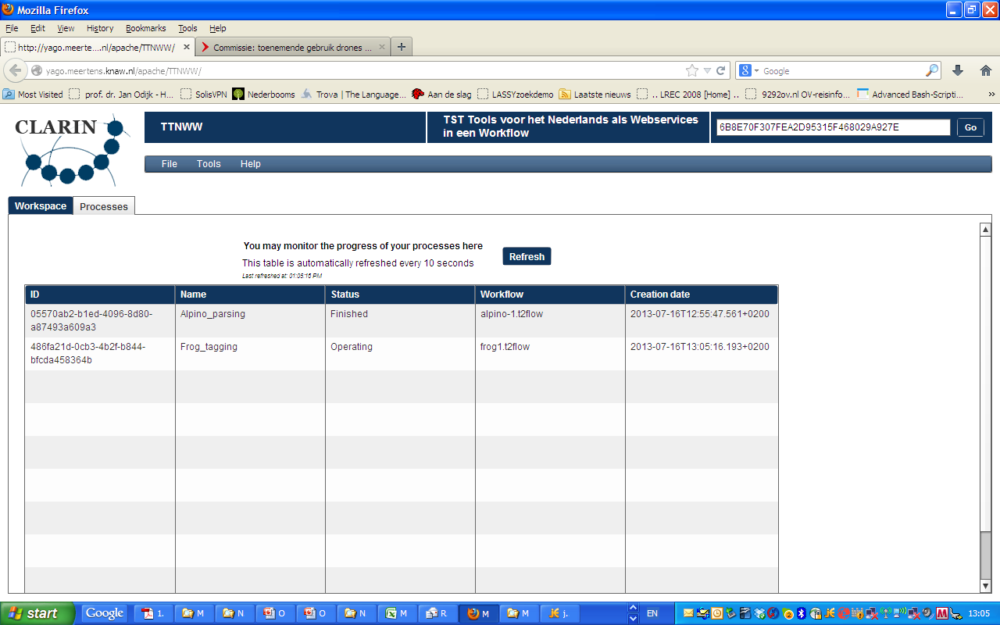 Mozilla Firefox
File Edit View History Bookmarks Tools Help
http://yago.meerte....nl/apache/TTNWW/
Commissie: toenemende gebruik drones ...
yago.meertens.knaw.nl/apache/TTNWW/
Google
Most Visited
prof. dr. Jan Odijk - H...
SolisVPN
Nederbooms
Trova | The Language...
Aan de slag
LASSYzoekdemo
Laatste nieuws
.. LREC 2008 [Home] ..
9292ov.nl OV-reisinfo...
Advanced Bash-Scripti...
CLARIN
TTNWW
TST Tools voor het Nederlands als Webservices
in een Workflow
6B8E70F307FEA2D95315F468029A927E
Go
File Tools Help
Workspace Processes
You may monitor the progress of your processes here
This table is automatically refreshed every 10 seconds
Last refreshed at: 01:05:16 PM
Refresh
ID Name Status Workflow Creation date
05570ab2-b1ed-4096-8d80-
a87493a609a3
Alpino_parsing
Finished
alpino-1.t2flow
2013-07-16T12:55:47.561+0200
486fa21d-0cb3-4b2f-b844-
bfcda458364b
Frog_tagging
Operating
frog1.t2flow
2013-07-16T13:05:16.193+0200
start
Google
1.
M
N
O
O
N
M
R
M
M
j.
EN
13:05